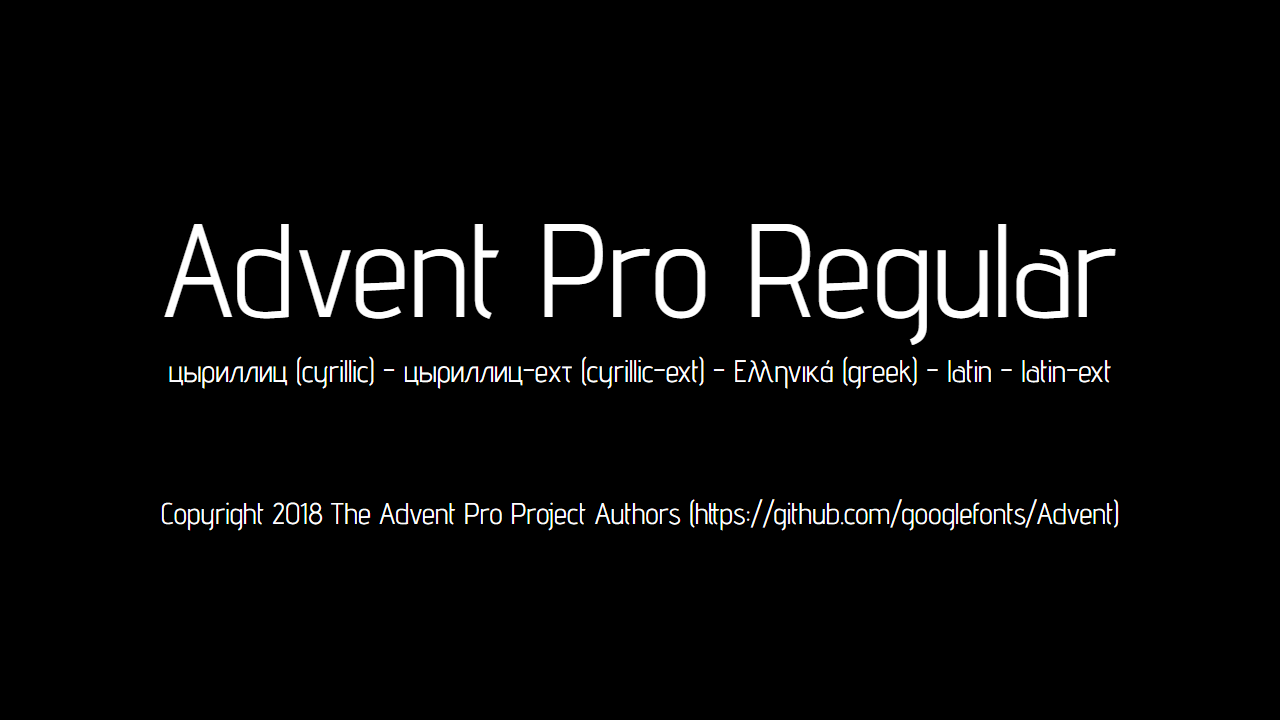 Advent Pro Regular
цыриллиц (cyrillic) - цыриллиц-еxт (cyrillic-ext) - Ελληνικά (greek) - latin - latin-ext
Copyright 2018 The Advent Pro Project Authors (https://github.com/googlefonts/Advent)